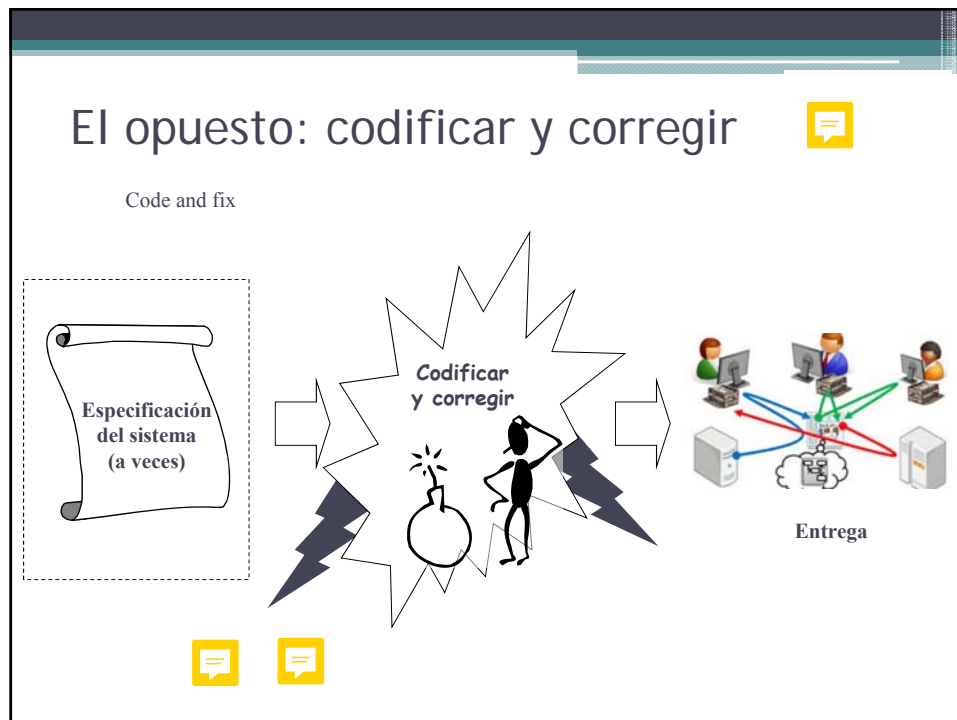 El opuesto: codificar y corregir
Code and fix
Especificación
del sistema
(a veces)
Codificar
y corregir
Entrega